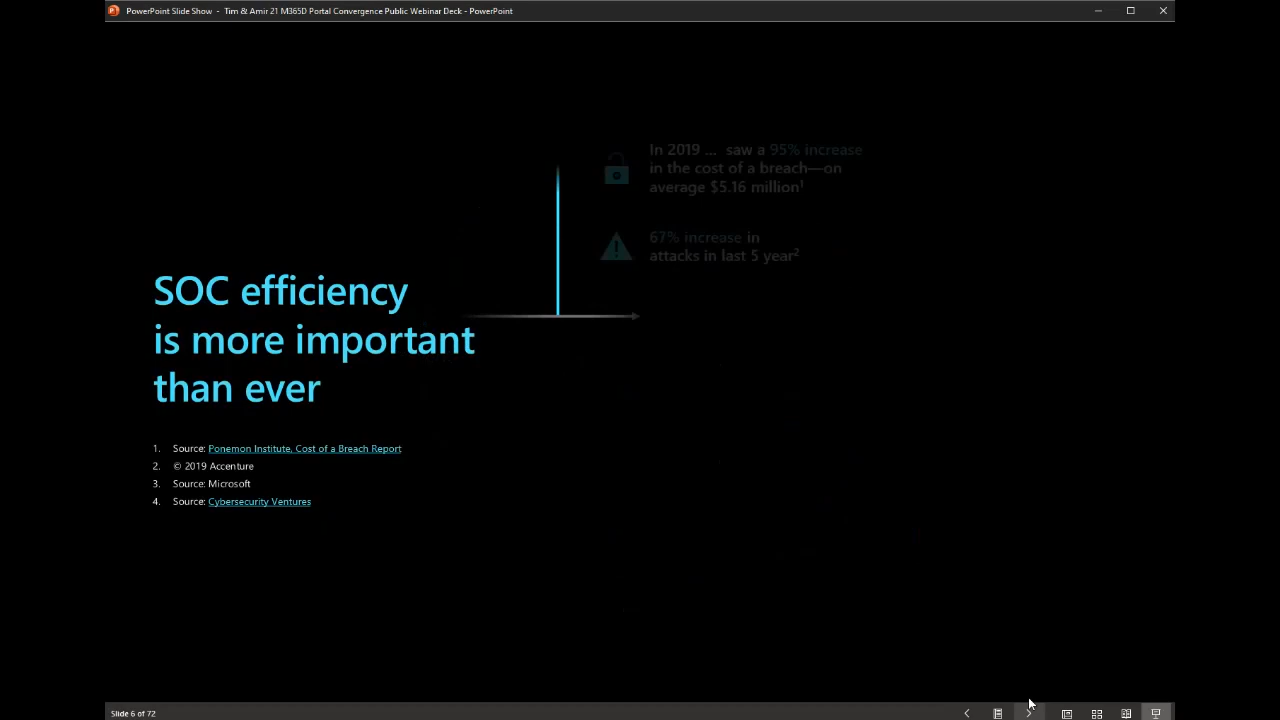 PowerPoint Slide Show - Tim & Amir 21 M365D Portal Convergence Public Webinar Deck - PowerPoint
In 2019 ... saw a 95% increase
in the cost of a breach—on
average $5.16 million¹
67% increase in
attacks in last 5 year²
SOC efficiency
is more important
than ever
1. Source: Ponemon Institute, Cost of a Breach Report
2. © 2019 Accenture
3. Source: Microsoft
4. Source: Cybersecurity Ventures
Slide 6 of 72